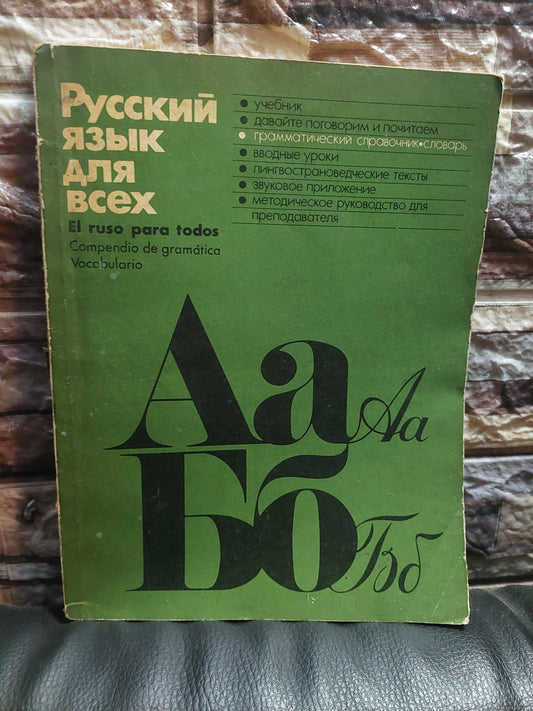 Русский
язык
для
всех
El ruso para todos
Compendio de gramática
Vocabulario
• учебник
• давайте поговорим и почитаем
• грамматический справочник•словарь
• вводные уроки
• лингвострановедческие тексты
• звуковое приложение
• методическое руководство для
преподавателя
Аа Аа
Бб Бб